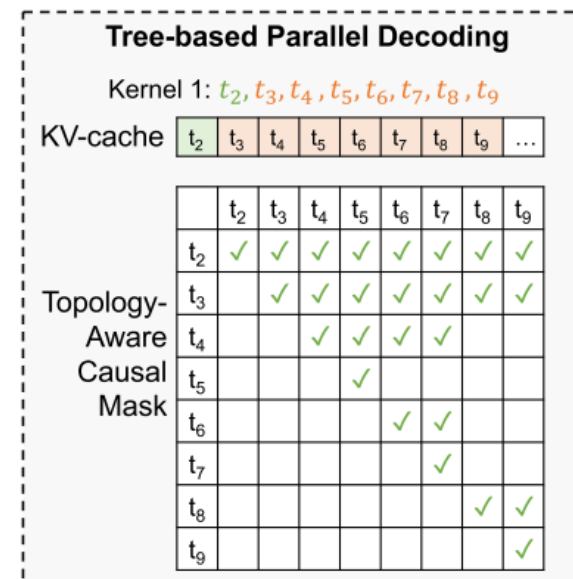 Tree-based Parallel Decoding
Kernel 1: t₂, t₃, t₄, t₅, t₆, t₇, t₈, t₉
KV-cache t₂ t₃ t₄ t₅ t₆ t₇ t₈ t₉ ...
t₂ t₃ t₄ t₅ t₆ t₇ t₈ t₉
t₂ ✓ ✓ ✓ ✓ ✓ ✓ ✓ ✓
t₃ ✓ ✓ ✓ ✓ ✓ ✓ ✓
t₄ ✓ ✓ ✓ ✓
t₅ ✓
t₆ ✓ ✓
t₇ ✓
t₈ ✓ ✓
t₉ ✓
Topology-
Aware
Causal
Mask